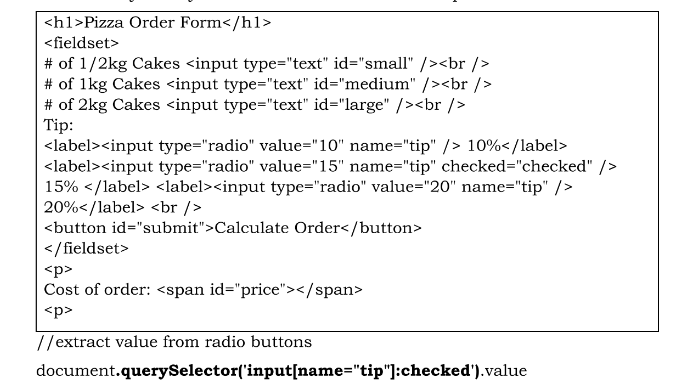 <h1>Pizza Order Form</h1>
<fieldset>
# of 1/2kg Cakes <input type="text" id="small" /><br />
# of 1kg Cakes <input type="text" id="medium" /><br />
# of 2kg Cakes <input type="text" id="large" /><br />
Tip:
<label><input type="radio" value="10" name="tip" /> 10%</label>
<label><input type="radio" value="15" name="tip" checked="checked" />
15% </label> <label><input type="radio" value="20" name="tip" />
20%</label> <br />
<button id="submit">Calculate Order</button>
</fieldset>
<p>
Cost of order: <span id="price"></span>
<p>
//extract value from radio buttons
document.querySelector('input[name="tip"]:checked').value